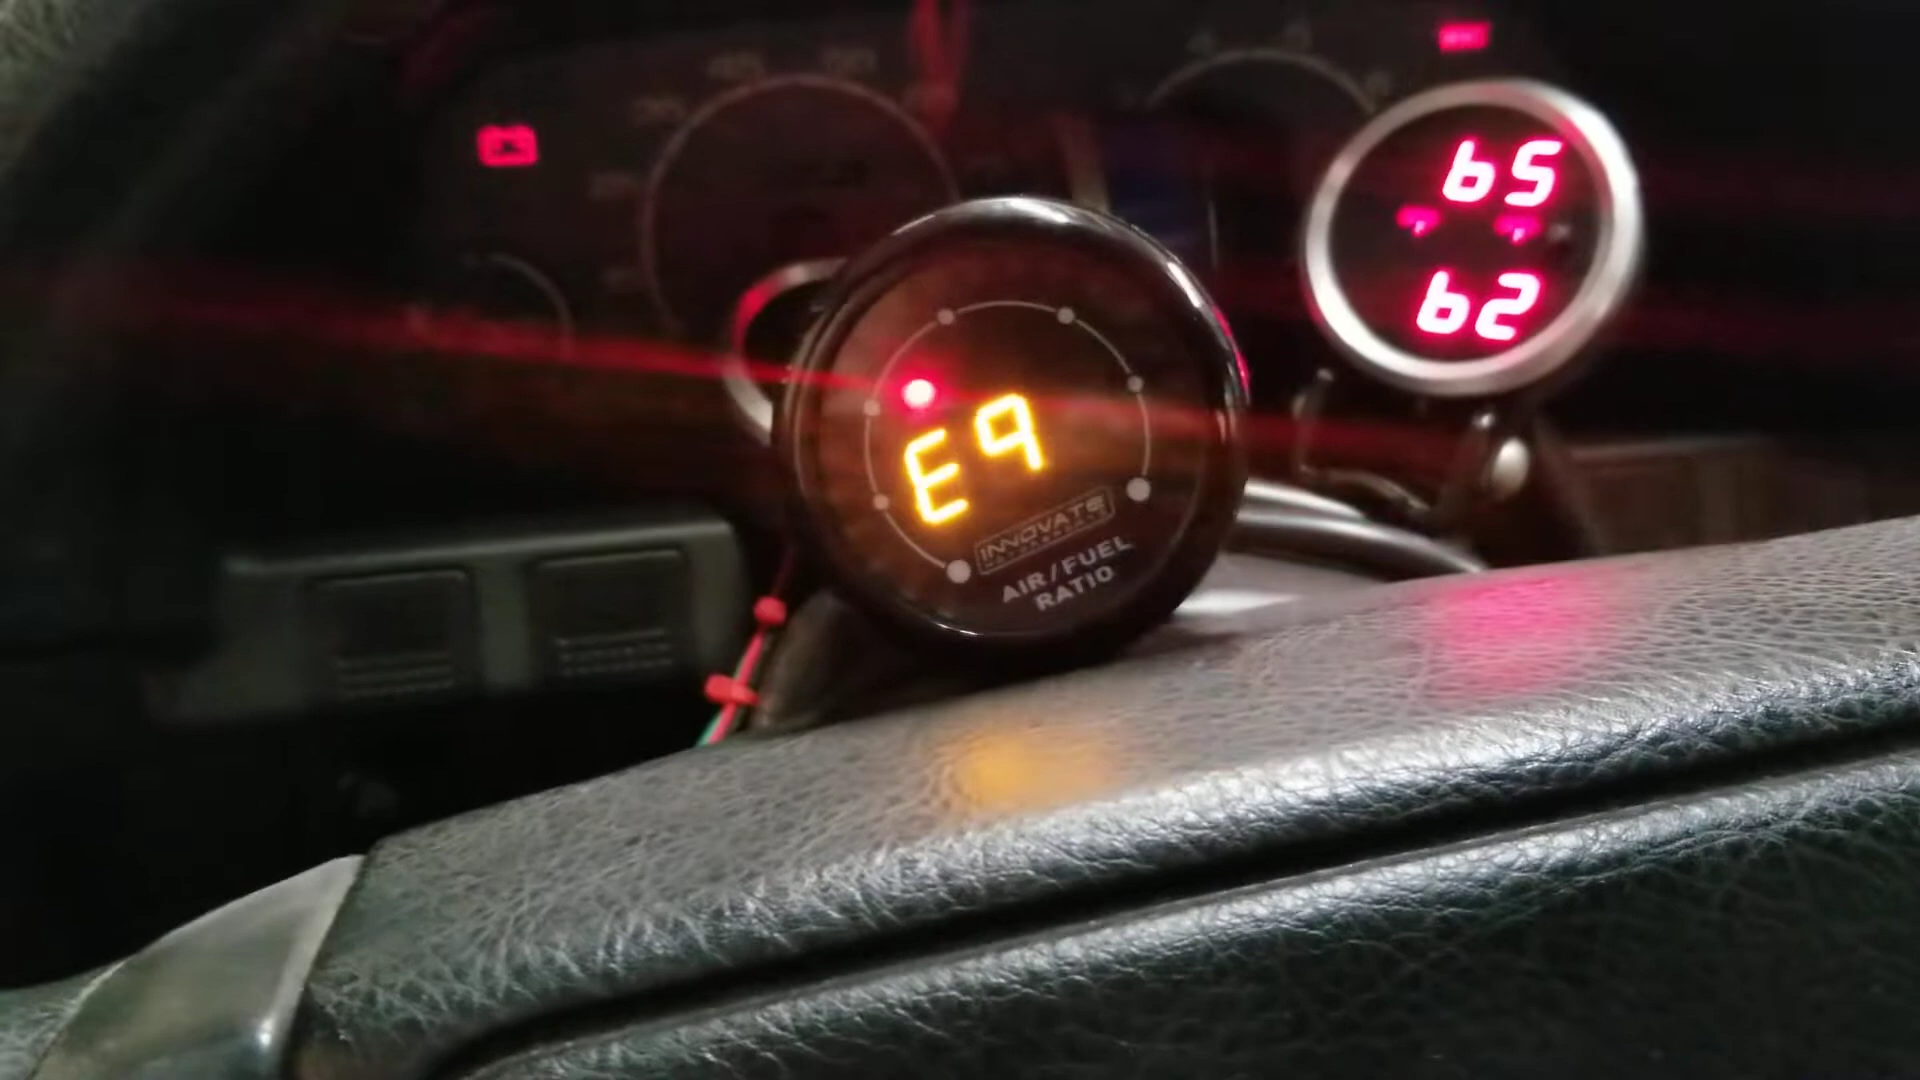 65
°F °F
62
E9
INNOVATE
AIR/FUEL
RATIO